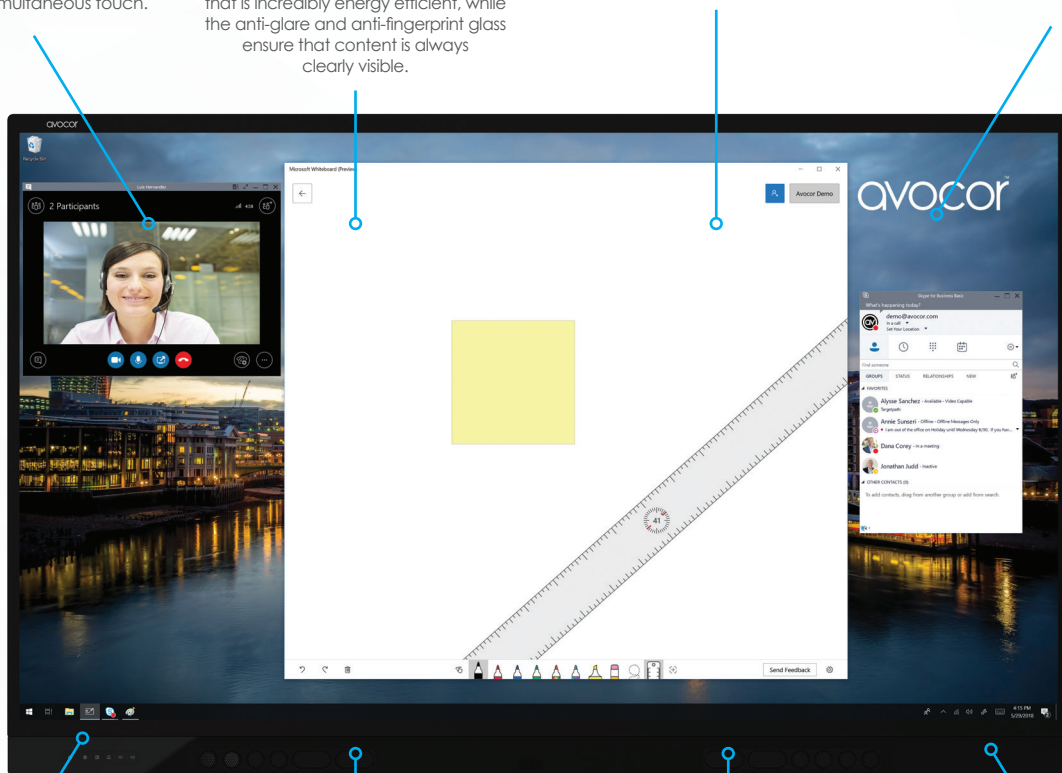 multaneous touch.
that is incredibly energy efficient, while
the anti-glare and anti-fingerprint glass
ensure that content is always
clearly visible.
avocor
Recycle Bin
Luis Hernandez
2 Participants
4:28
Microsoft Whiteboard (Preview)
Avocor Demo
avocor
Skype for Business Basic
What's happening today?
demo@avocor.com
In a call
Set Your Location
Find someone
GROUPS STATUS RELATIONSHIPS NEW
FAVORITES
Alysse Sanchez - Available - Video Capable
Targetpath
Annie Sunseri - Offline - Offline Messages Only
I am out of the office on Holiday until Wednesday 8/30. If you hav...
Dana Corey - In a meeting
Jonathan Judd - Inactive
OTHER CONTACTS (0)
To add contacts, drag from another group or add from search.
41
Send Feedback
4:15 PM
5/29/2018